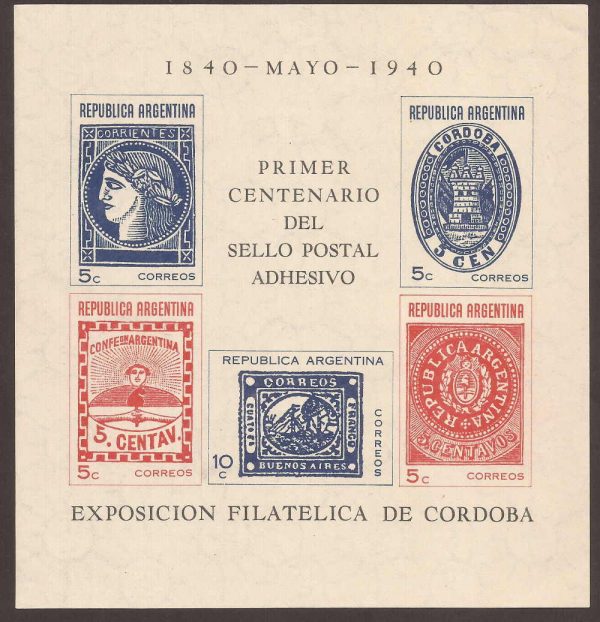 1840-MAYO-1940
REPUBLICA ARGENTINA
CORRIENTES
5c CORREOS
PRIMER
CENTENARIO
DEL
SELLO POSTAL
ADHESIVO
REPUBLICA ARGENTINA
CORDOBA
5 CEN
5c CORREOS
REPUBLICA ARGENTINA
CONFEON ARGENTINA
5. CENTAV.
5c CORREOS
REPUBLICA ARGENTINA
CORREOS
FRANCO
BUENOS AIRES
10c
CORREOS
REPUBLICA ARGENTINA
REPUBLICA ARGENTINA
5 CENTAVOS
5c CORREOS
EXPOSICION FILATELICA DE CORDOBA